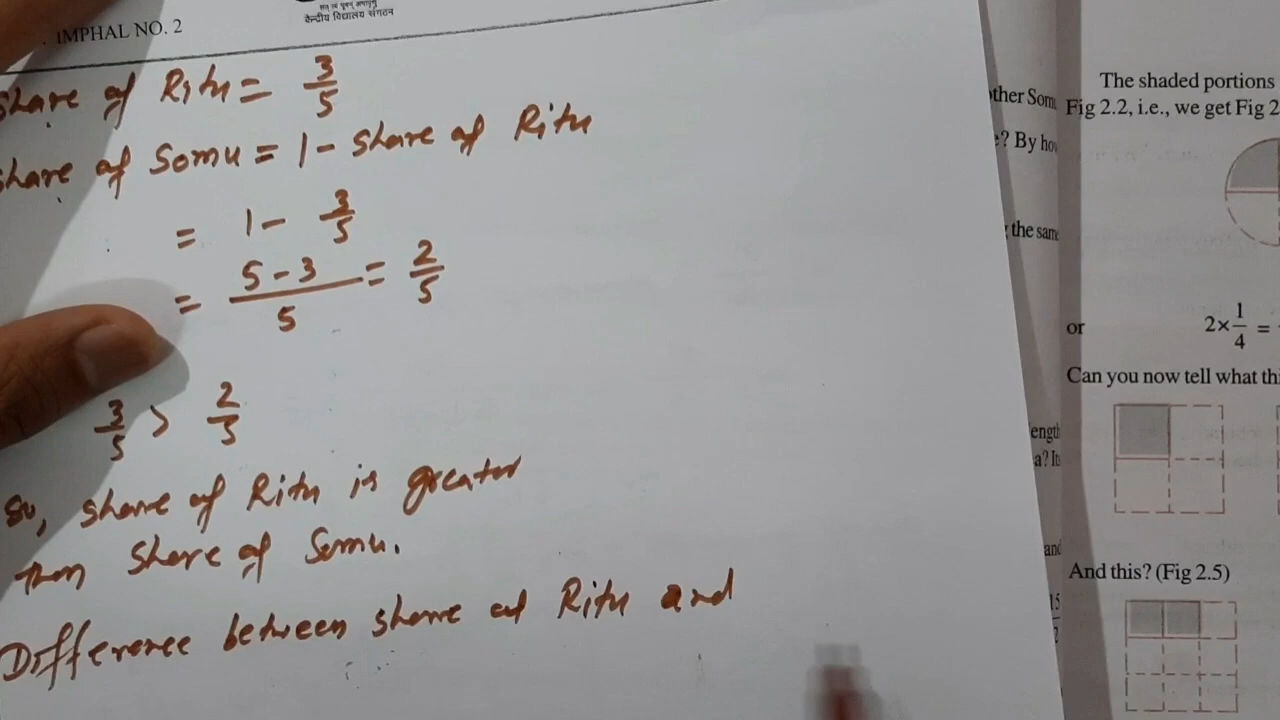 IMPHAL NO. 2
केन्द्रीय विद्यालय संगठन
Share of Ritu = 3/5
Share of Somu = 1 - Share of Ritu
= 1 - 3/5
= 5-3/5 = 2/5
3/5 > 2/5
So, share of Ritu is greater
then share of Somu.
Difference between share of Ritu and
ther Som
? By ho
the sam
engt
a? It
and
15
2
The shaded portions
Fig 2.2, i.e., we get Fig 2
or 2×1/4 =
Can you now tell what th
And this? (Fig 2.5)